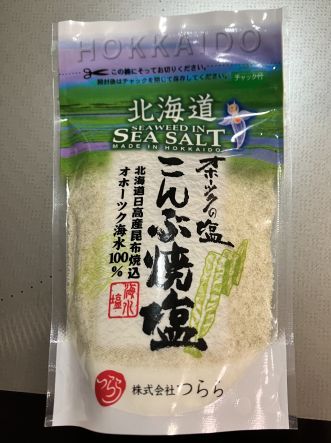 HOKKAIDO
この線にそってお切りください。
開封後はチャックを閉じて保存してください。
チャック付
北海道
SEAWEED IN
SEA SALT
MADE IN HOKKAIDO
オホーツクの塩
こんぶ焼塩
北海道日高産昆布焼込
オホーツク海水100%
海水塩
つらら
株式会社つらら